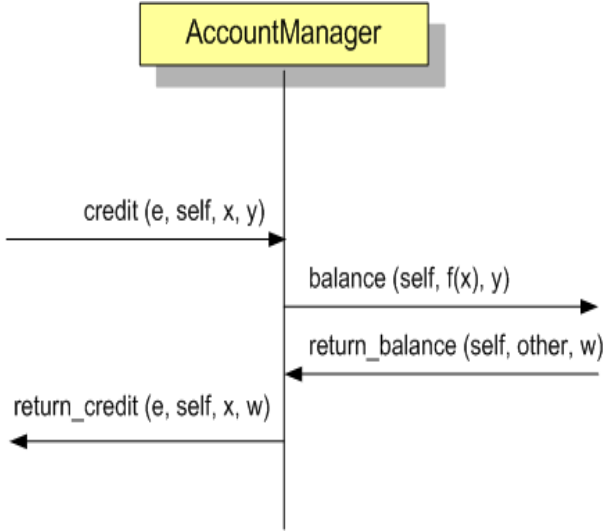 AccountManager
credit (e, self, x, y)
balance (self, f(x), y)
return_balance (self, other, w)
return_credit (e, self, x, w)